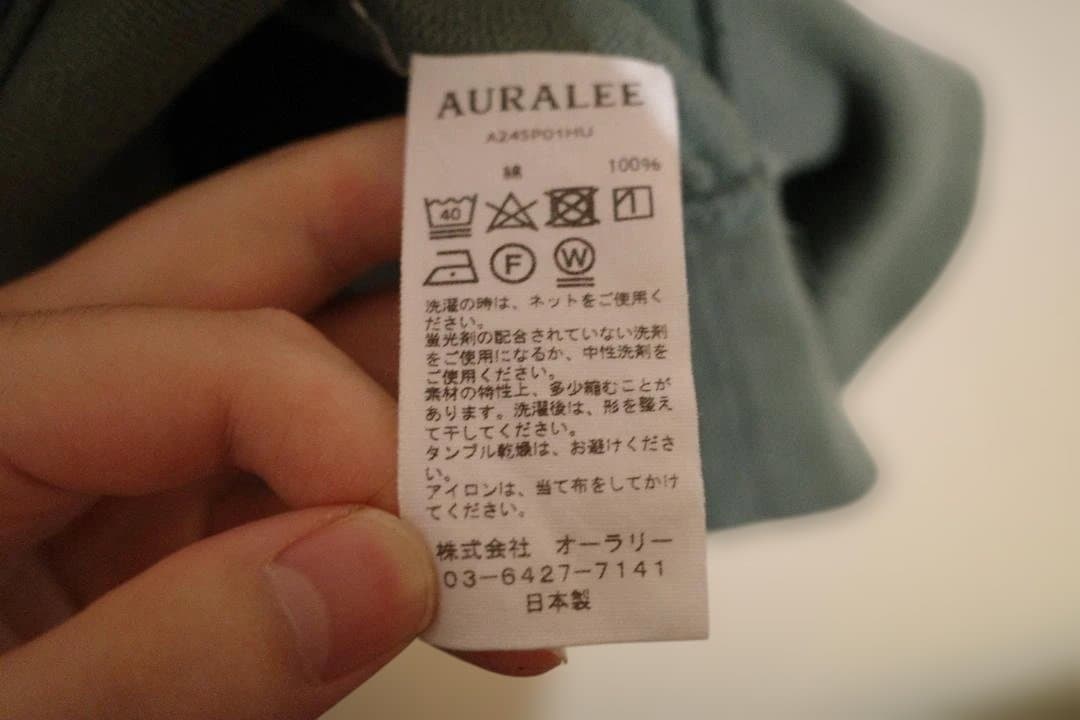 AURALEE
A24SP01HU
綿 100%
40
F W
洗濯の時は、ネットをご使用く
ださい。
蛍光剤の配合されていない洗剤
をご使用になるか、中性洗剤を
ご使用ください。
素材の特性上、多少縮むことが
あります。洗濯後は、形を整え
て干してください。
タンブル乾燥は、お避けくださ
い。
アイロンは、当て布をしてかけ
てください。
株式会社 オーラリー
03-6427-7141
日本製